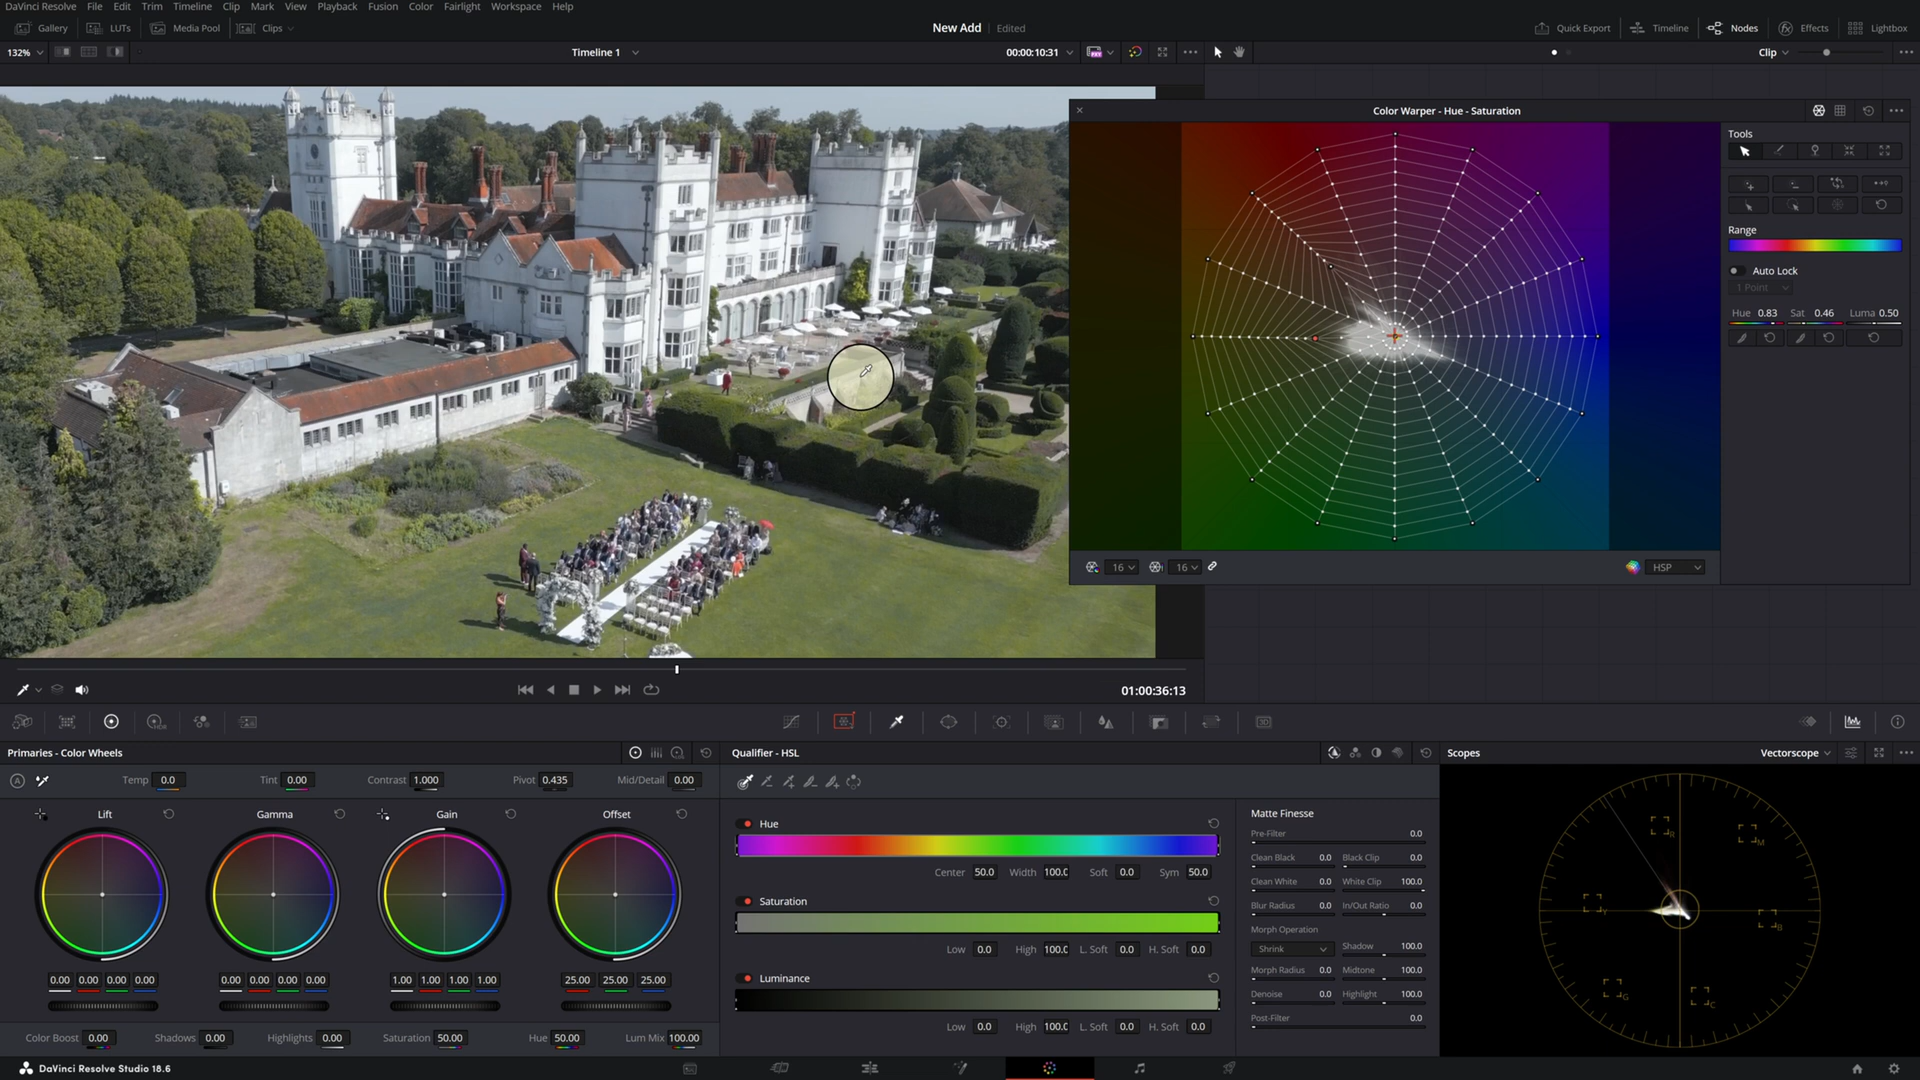 DaVinci Resolve File Edit Trim Timeline Clip Mark View Playback Fusion Color Fairlight Workspace Help
Gallery LUTs Media Pool Clips New Add Edited Quick Export Timeline Nodes Effects Lightbox
132% Timeline 1 00:00:10:31 Clip
Color Warper - Hue - Saturation
Tools
Range
Auto Lock
1 Point
Hue 0.83 Sat 0.46 Luma 0.50
16 16 HSP
01:00:36:13
HDR
3D
Primaries - Color Wheels
Temp 0.0 Tint 0.00 Contrast 1.000 Pivot 0.435 Mid/Detail 0.00
Lift Gamma Gain Offset
0.00 0.00 0.00 0.00 0.00 0.00 0.00 0.00 1.00 1.00 1.00 1.00 25.00 25.00 25.00
Color Boost 0.00 Shadows 0.00 Highlights 0.00 Saturation 50.00 Hue 50.00 Lum Mix 100.00
Qualifier - HSL
Hue
Center 50.0 Width 100.0 Soft 0.0 Sym 50.0
Saturation
Low 0.0 High 100.0 L. Soft 0.0 H. Soft 0.0
Luminance
Low 0.0 High 100.0 L. Soft 0.0 H. Soft 0.0
Matte Finesse
Pre-Filter 0.0
Clean Black 0.0 Black Clip 0.0
Clean White 0.0 White Clip 100.0
Blur Radius 0.0 In/Out Ratio 0.0
Morph Operation
Shrink Shadow 100.0
Morph Radius 0.0 Midtone 100.0
Denoise 0.0 Highlight 100.0
Post-Filter 0.0
Scopes Vectorscope
R
M
Y
B
G
C
DaVinci Resolve Studio 18.6